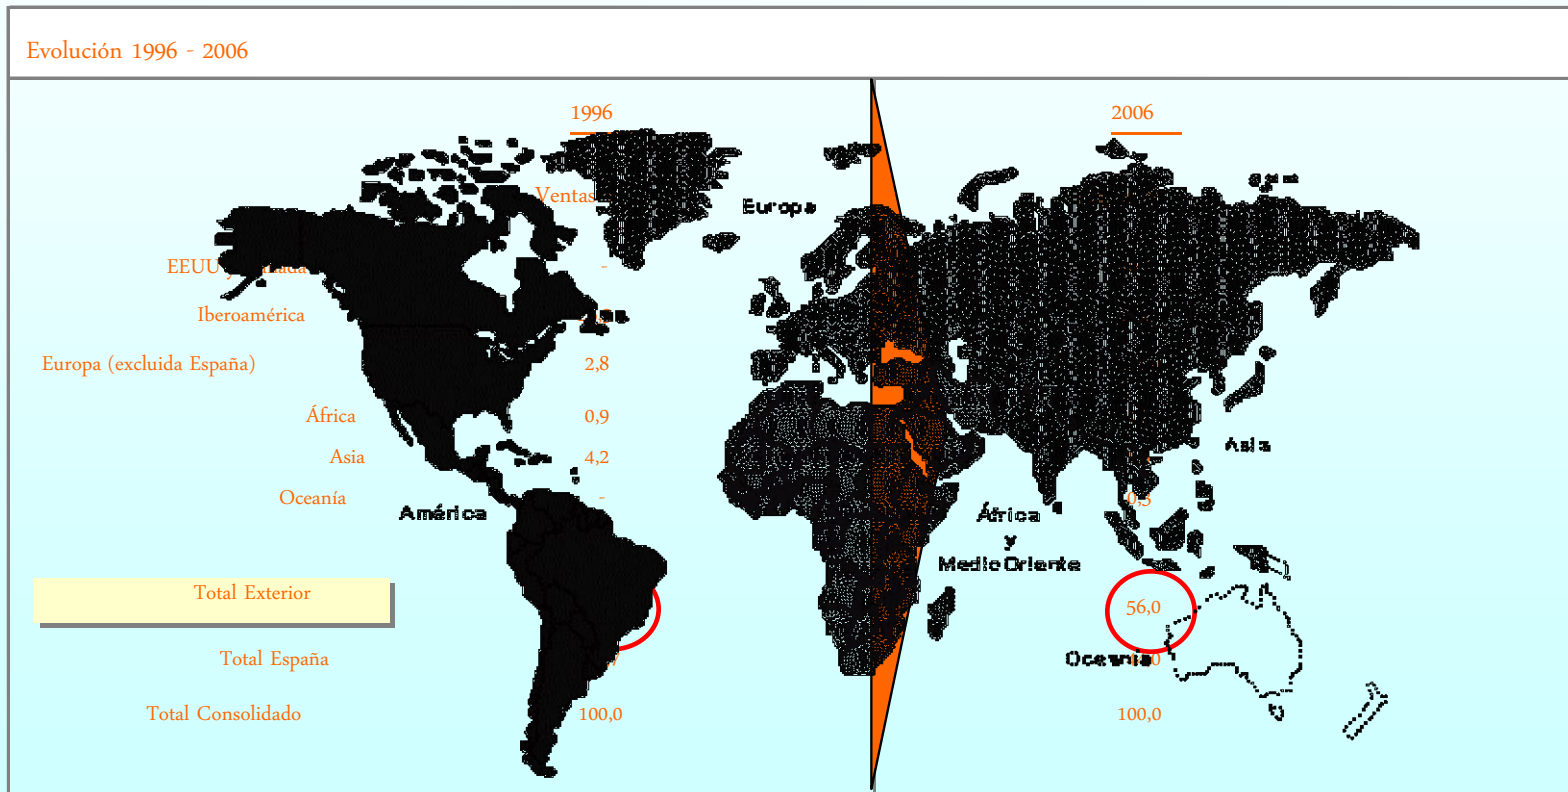 Evolución 1996 - 2006
1996 2006
Ventas
Europa
EEUU y -
Iberoamérica
Europa (excluida España) 2,8
África 0,9
Asia 4,2
Asia
Oceanía - 0,3
América África
y
Medio Oriente
Total Exterior 56,0
Total España
Oceanía
Total Consolidado 100,0 100,0